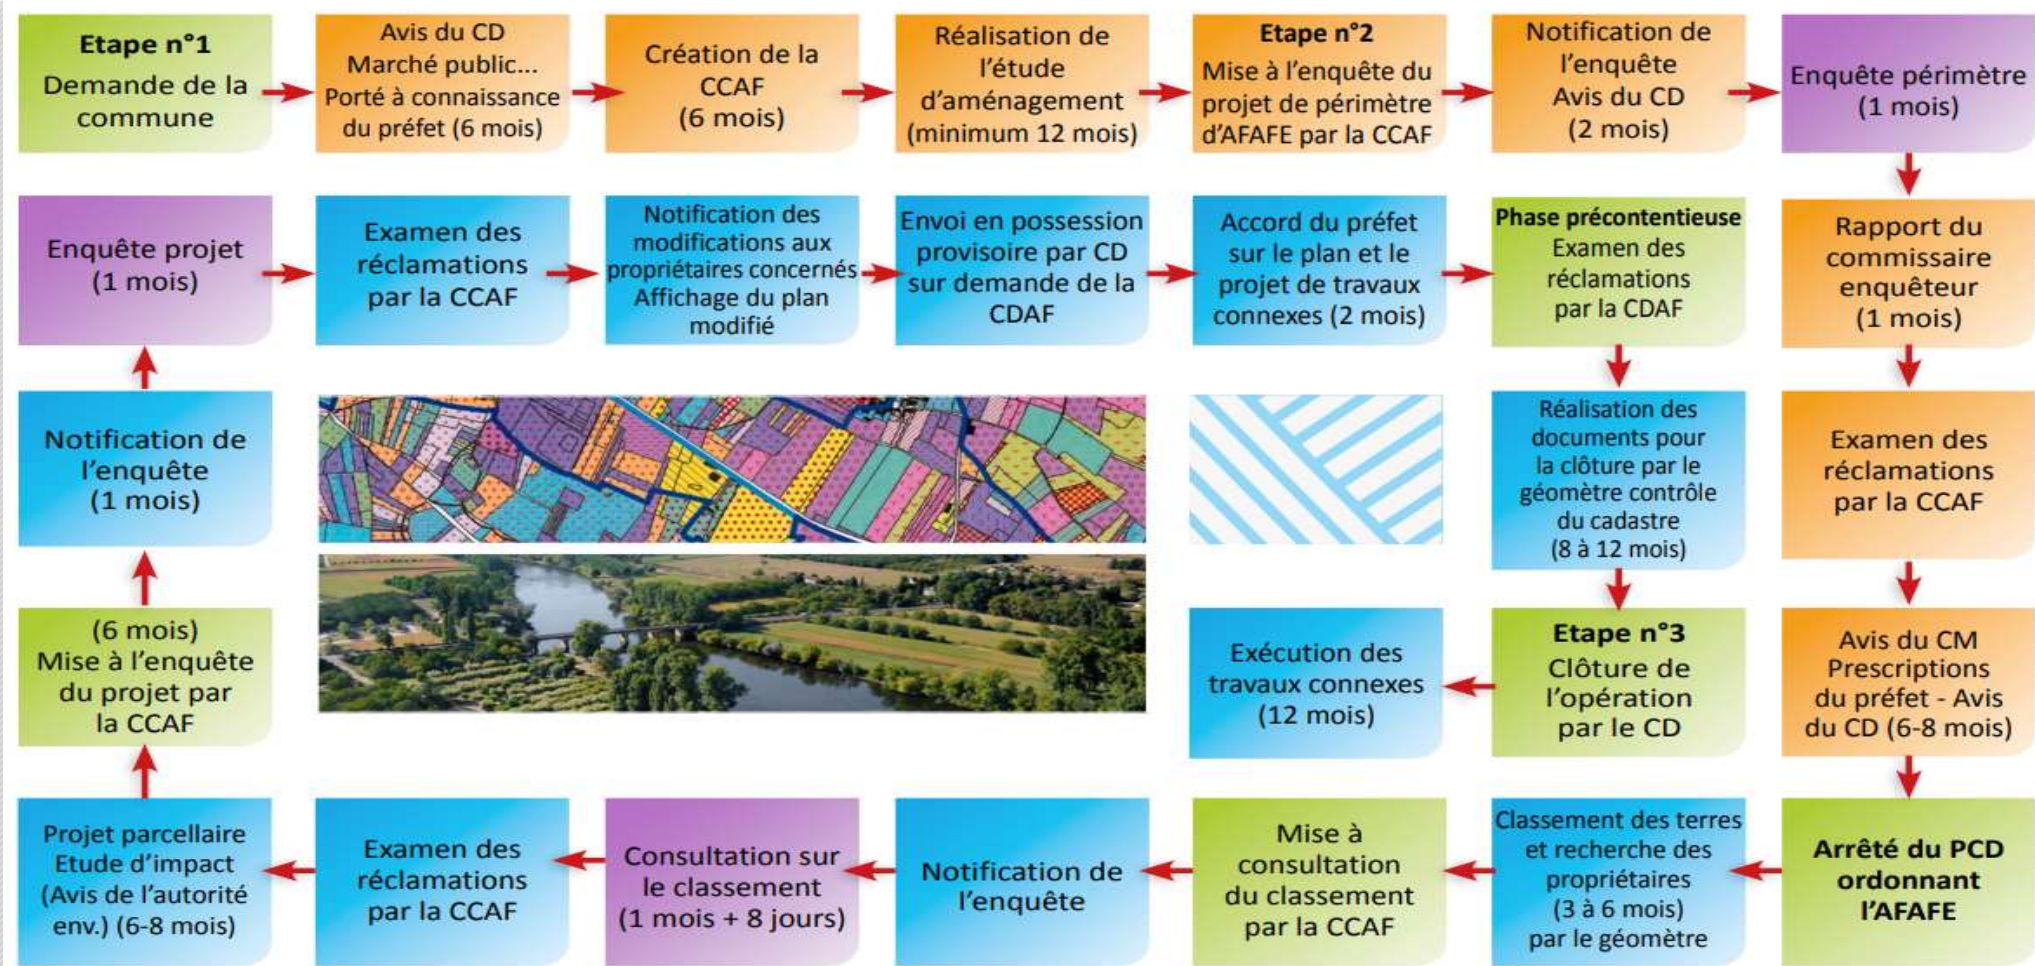 Etape n°1
Demande de la
commune
Avis du CD
Marché public...
Porté à connaissance
du préfet (6 mois)
Création de la
CCAF
(6 mois)
Réalisation de
l’étude
d’aménagement
(minimum 12 mois)
Etape n°2
Mise à l’enquête du
projet de périmètre
d’AFAFE par la CCAF
Notification de
l’enquête
Avis du CD
(2 mois)
Enquête périmètre
(1 mois)
Rapport du
commissaire
enquêteur
(1 mois)
Examen des
réclamations
par la CCAF
Avis du CM
Prescriptions
du préfet - Avis
du CD (6-8 mois)
Arrêté du PCD
ordonnant
l’AFAFE
Classement des terres
et recherche des
propriétaires
(3 à 6 mois)
par le géomètre
Mise à
consultation
du classement
par la CCAF
Notification de
l’enquête
Consultation sur
le classement
(1 mois + 8 jours)
Examen des
réclamations
par la CCAF
Projet parcellaire
Etude d’impact
(Avis de l’autorité
env.) (6-8 mois)
(6 mois)
Mise à l’enquête
du projet par
la CCAF
Notification de
l’enquête
(1 mois)
Enquête projet
(1 mois)
Examen des
réclamations
par la CCAF
Notification des
modifications aux
propriétaires concernés
Affichage du plan
modifié
Envoi en possession
provisoire par CD
sur demande de la
CDAF
Accord du préfet
sur le plan et le
projet de travaux
connexes (2 mois)
Phase précontentieuse
Examen des
réclamations
par la CDAF
Réalisation des
documents pour
la clôture par le
géomètre contrôle
du cadastre
(8 à 12 mois)
Etape n°3
Clôture de
l’opération
par le CD
Exécution des
travaux connexes
(12 mois)